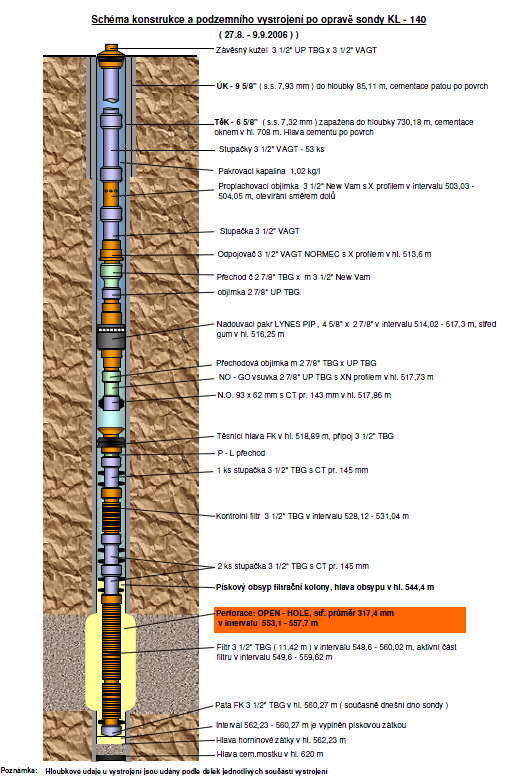 Schéma konstrukce a podzemního vystrojení po opravě sondy KL - 140
( 27.8. - 9.9.2006 ) )
Závěsný kužel 3 1/2" UP TBG x 3 1/2" VAGT
ÚK - 9 5/8" ( s.s. 7,93 mm ) do hloubky 85,11 m, cementace patou po povrch
TěK - 6 5/8" ( s.s. 7,32 mm ) zapažena do hloubky 730,18 m, cementace
oknem v hl. 708 m. Hlava cementu po povrch
Stupačky 3 1/2" VAGT - 53 ks
Pakrovací kapalina 1,02 kg/l
Proplachovací objímka 3 1/2" New Vam s X profilem v intervalu 503,03 -
504,05 m, otevírání směrem dolů
Stupačka 3 1/2" VAGT
Odpojovač 3 1/2" VAGT NORMEC s X profilem v hl. 513,6 m
Přechod č 2 7/8" TBG x m 3 1/2" New Vam
objímka 2 7/8" UP TBG
Nadouvací pakr LYNES PIP , 4 5/8" x 2 7/8" v intervalu 514,02 - 517,3 m, střed
gum v hl. 516,25 m
Přechodová objímka m 2 7/8" TBG x UP TBG
NO - GO vsuvka 2 7/8" UP TBG s XN profilem v hl. 517,73 m
N.O. 93 x 62 mm s CT pr. 143 mm v hl. 517,86 m
Těsnící hlava FK v hl. 518,89 m, přípoj 3 1/2" TBG
P - L přechod
1 ks stupačka 3 1/2" TBG s CT pr. 145 mm
Kontrolní filtr 3 1/2" TBG v intervalu 528,12 - 531,04 m
2 ks stupačka 3 1/2" TBG s CT pr. 145 mm
Pískový obsyp filtrační kolony, hlava obsypu v hl. 544,4 m
Perforace: OPEN - HOLE, stř. průměr 317,4 mm
v intervalu 553,1 - 557,7 m
Filtr 3 1/2" TBG ( 11,42 m ) v intervalu 548,6 - 560,02 m, aktivní část
filtru v intervalu 549,6 - 559,62 m
Pata FK 3 1/2" TBG v hl. 560,27 m ( současně dnešní dno sondy )
Interval 562,23 - 560,27 m je vyplněn pískovou zátkou
Hlava horninové zátky v hl. 562,23 m
Hlava cem.mostku v hl. 620 m
Poznámka: Hloubkové údaje u vystrojení jsou udány podle délek jednotlivých součástí vystrojení